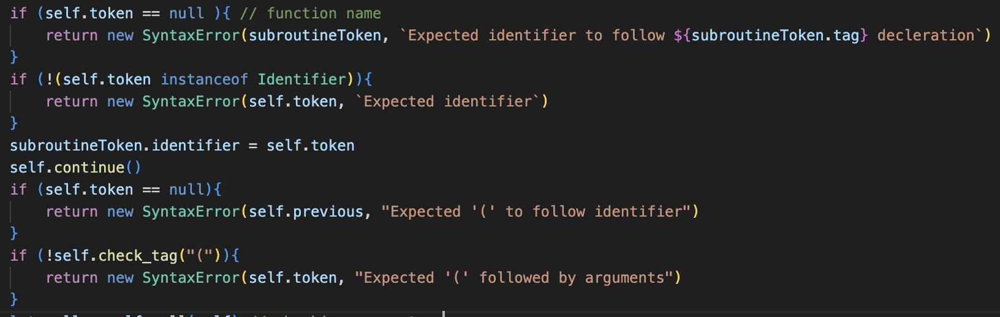 if (self.token == null ){ // function name
    return new SyntaxError(subroutineToken, `Expected identifier to follow ${subroutineToken.tag} decleration`)
}
if (!(self.token instanceof Identifier)){
    return new SyntaxError(self.token, `Expected identifier`)
}
subroutineToken.identifier = self.token
self.continue()
if (self.token == null){
    return new SyntaxError(self.previous, "Expected '(' to follow identifier")
}
if (!self.check_tag("(")){
    return new SyntaxError(self.token, "Expected '(' followed by arguments")
}